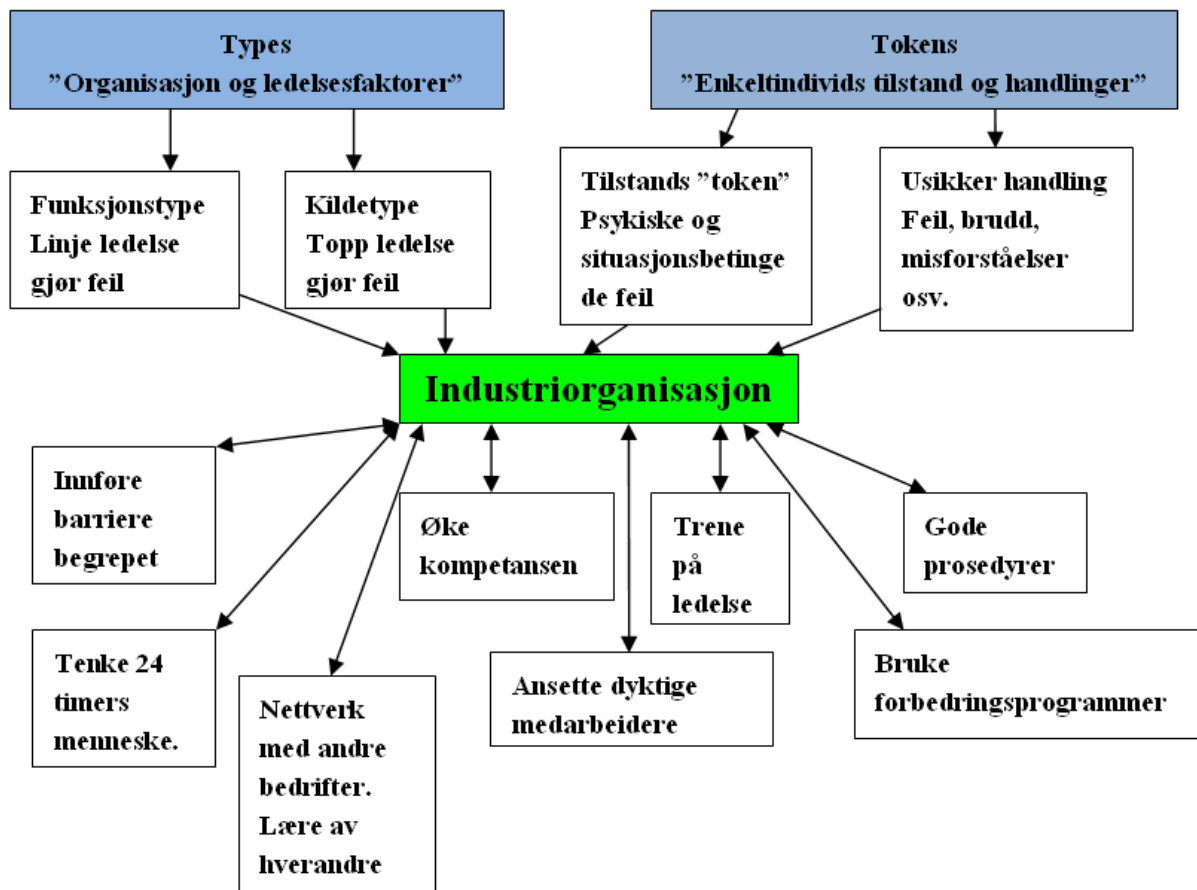 Types
”Organisasjon og ledelsesfaktorer”
Tokens
”Enkeltindivids tilstand og handlinger”
Funksjonstype
Linje ledelse
gjør feil
Kildetype
Topp ledelse
gjør feil
Tilstands ”token”
Psykiske og
situasjonsbetinge
de feil
Usikker handling
Feil, brudd,
misforståelser
osv.
Industriorganisasjon
Innføre
barriere
begrepet
Øke
kompetansen
Trene
på
ledelse
Gode
prosedyrer
Tenke 24
timers
menneske.
Nettverk
med andre
bedrifter.
Lære av
hverandre
Ansette dyktige
medarbeidere
Bruke
forbedringsprogrammer